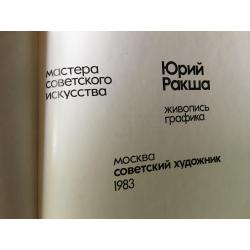 мастера
советского
искусства
Юрий
Ракша
живопись
графика
москва
советский художник
1983